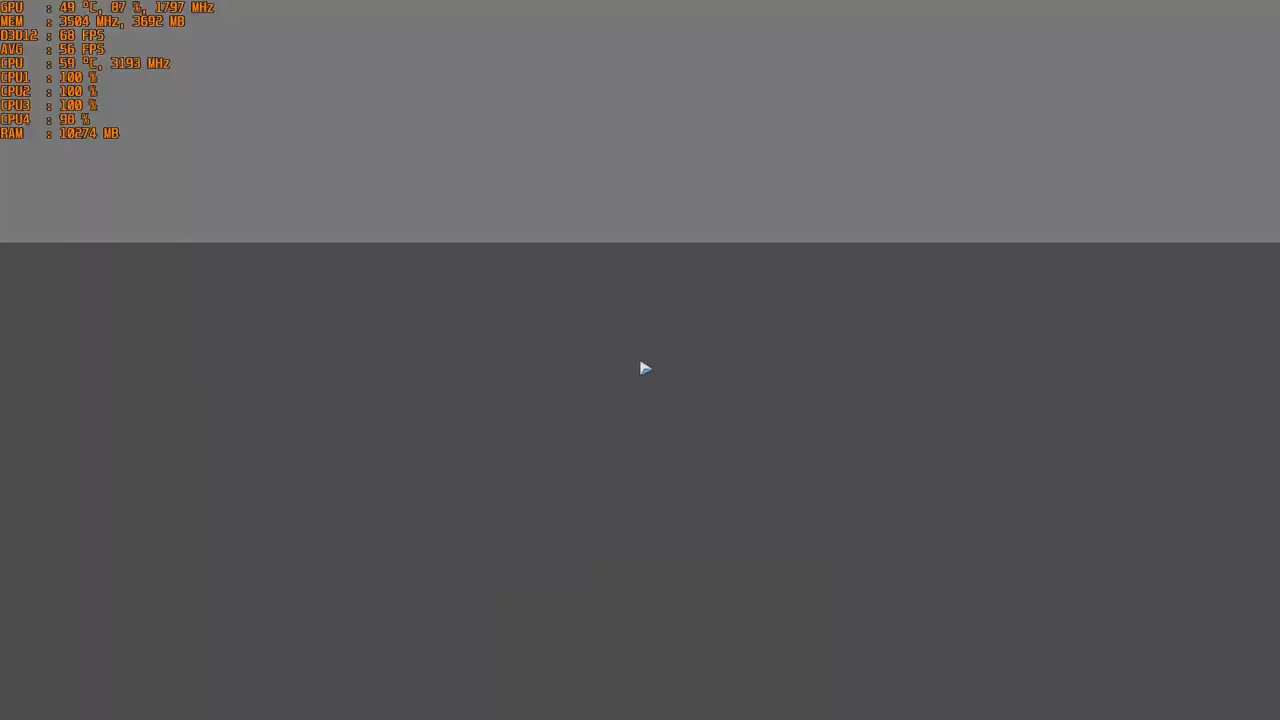 GPU : 49 °C, 87 %, 1797 MHz
MEM : 3504 MHz, 3692 MB
D3D12 : 68 FPS
AVG : 56 FPS
CPU : 59 °C, 3193 MHz
CPU1 : 100 %
CPU2 : 100 %
CPU3 : 100 %
CPU4 : 98 %
RAM : 10274 MB